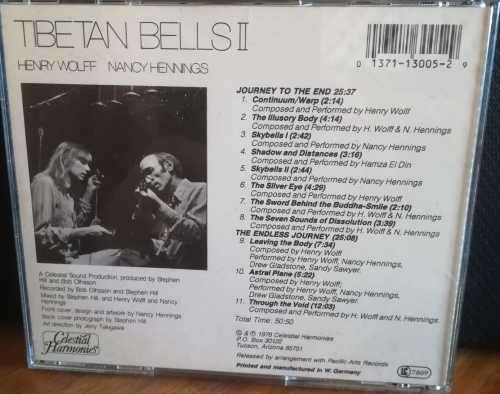 TIBETAN BELLS II
HENRY WOLFF NANCY HENNINGS
0 1371-13005-2 9
JOURNEY TO THE END 25:37
1. Continuum/Warp (2:14)
Composed and Performed by Henry Wolff
2. The Illusory Body (4:14)
Composed and Performed by H. Wolff & N. Hennings
3. Skybells I (2:42)
Composed and Performed by Nancy Hennings
4. Shadow and Distances (3:16)
Composed and Performed by Hamza El Din
5. Skybells II (2:44)
Composed and Performed by Nancy Hennings
6. The Silver Eye (4:29)
Composed and Performed by Henry Wolff
7. The Sword Behind the Buddha-Smile (2:10)
Composed and Performed by H. Wolff & N. Hennings
8. The Seven Sounds of Dissolution (3:39)
Composed and Performed by H. Wolff & N. Hennings
THE ENDLESS JOURNEY (25:08)
9. Leaving the Body (7:34)
Composed by Henry Wolff
Performed by Henry Wolff, Nancy Hennings,
Drew Gladstone, Sandy Sawyer.
10. Astral Plane (5:22)
Composed by Henry Wolff
Performed by Henry Wolff, Nancy Hennings,
Drew Gladstone, Sandy Sawyer.
11. Through the Void (12:03)
Composed and Performed by H. Wolff and N. Hennings
Total Time: 50:50
A Celestial Sound Production, produced by Stephen
Hill and Bob Ohlsson
Recorded by Bob Ohlsson and Stephen Hill
Mixed by Stephen Hill and Henry Wolff and Nancy
Hennings
Front cover, design and artwork by Nancy Hennings
Back cover photograph by Stephen Hill
Art direction by Jerry Takigawa
Celestial
Harmonies
© & ℗ 1978 Celestial Harmonies
P.O. Box 30122
Tucson, Arizona 85751
Released by arrangement with Pacific Arts Records
Printed and manufactured in W. Germany